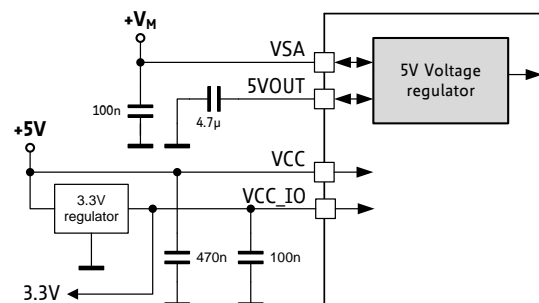 +VM
VSA
5V Voltage
regulator
100n
5VOUT
4.7µ
+5V
VCC
3.3V
regulator
VCC_IO
470n
100n
3.3V